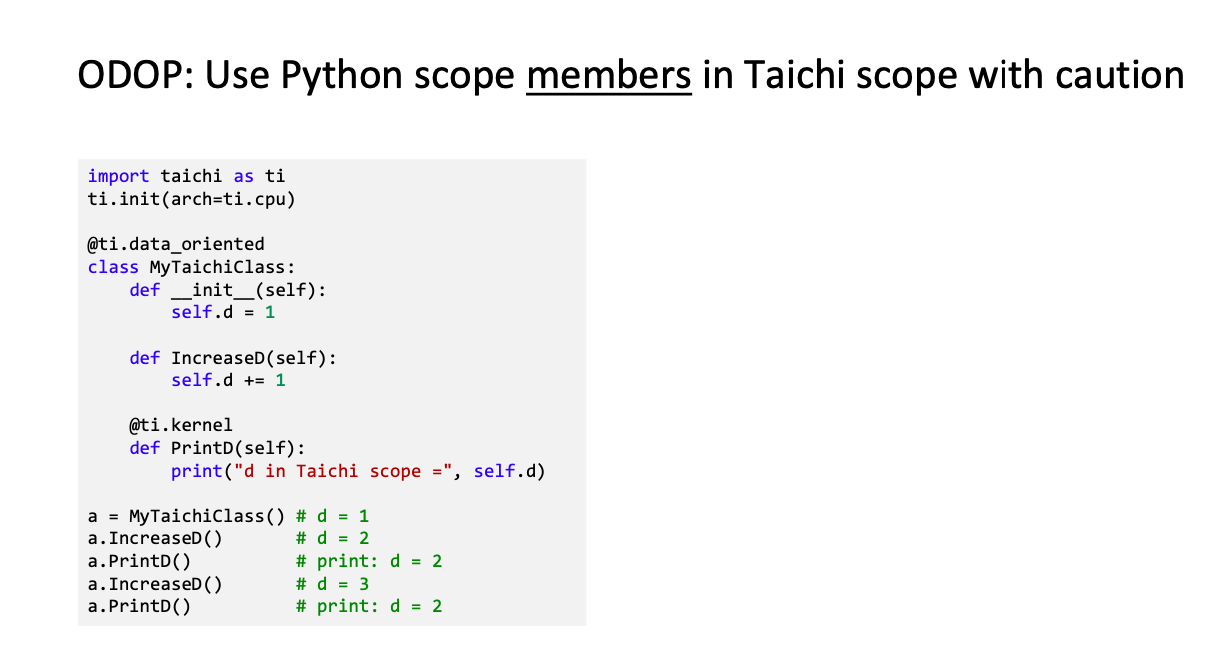 ODOP: Use Python scope members in Taichi scope with caution
import taichi as ti
ti.init(arch=ti.cpu)
@ti.data_oriented
class MyTaichiClass:
    def __init__(self):
        self.d = 1
    def IncreaseD(self):
        self.d += 1
    @ti.kernel
    def PrintD(self):
        print("d in Taichi scope =", self.d)
a = MyTaichiClass() # d = 1
a.IncreaseD()       # d = 2
a.PrintD()          # print: d = 2
a.IncreaseD()       # d = 3
a.PrintD()          # print: d = 2